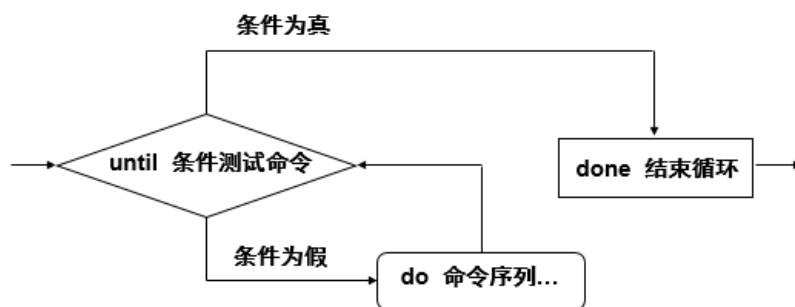 条件为真
until 条件测试命令
done 结束循环
条件为假
do 命令序列...